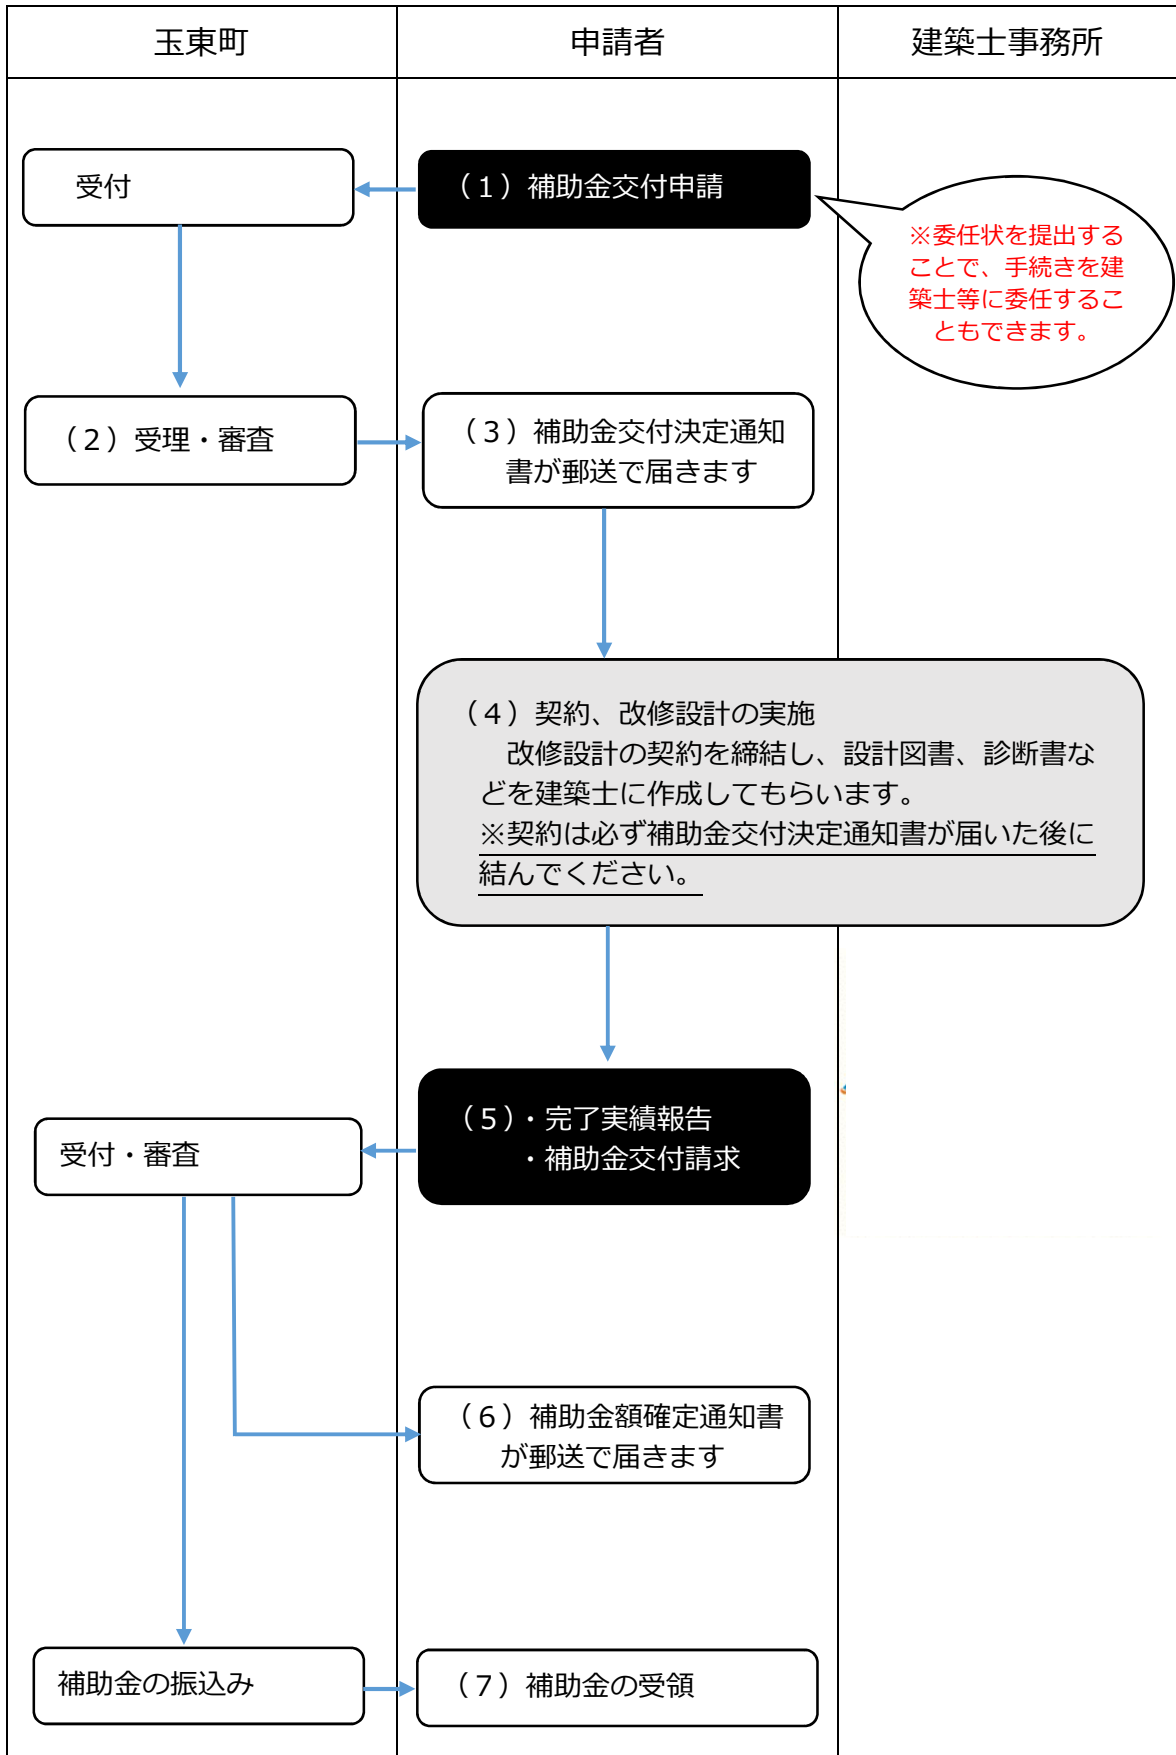 玉東町
申請者
建築士事務所
受付
（１）補助金交付申請
※委任状を提出する
ことで、手続きを建
築士等に委任するこ
ともできます。
（２）受理・審査
（３）補助金交付決定通知
書が郵送で届きます
（４）契約、改修設計の実施
改修設計の契約を締結し、設計図書、診断書な
どを建築士に作成してもらいます。
※契約は必ず補助金交付決定通知書が届いた後に
結んでください。
（５）・完了実績報告
・補助金交付請求
受付・審査
（６）補助金額確定通知書
が郵送で届きます
補助金の振込み
（７）補助金の受領